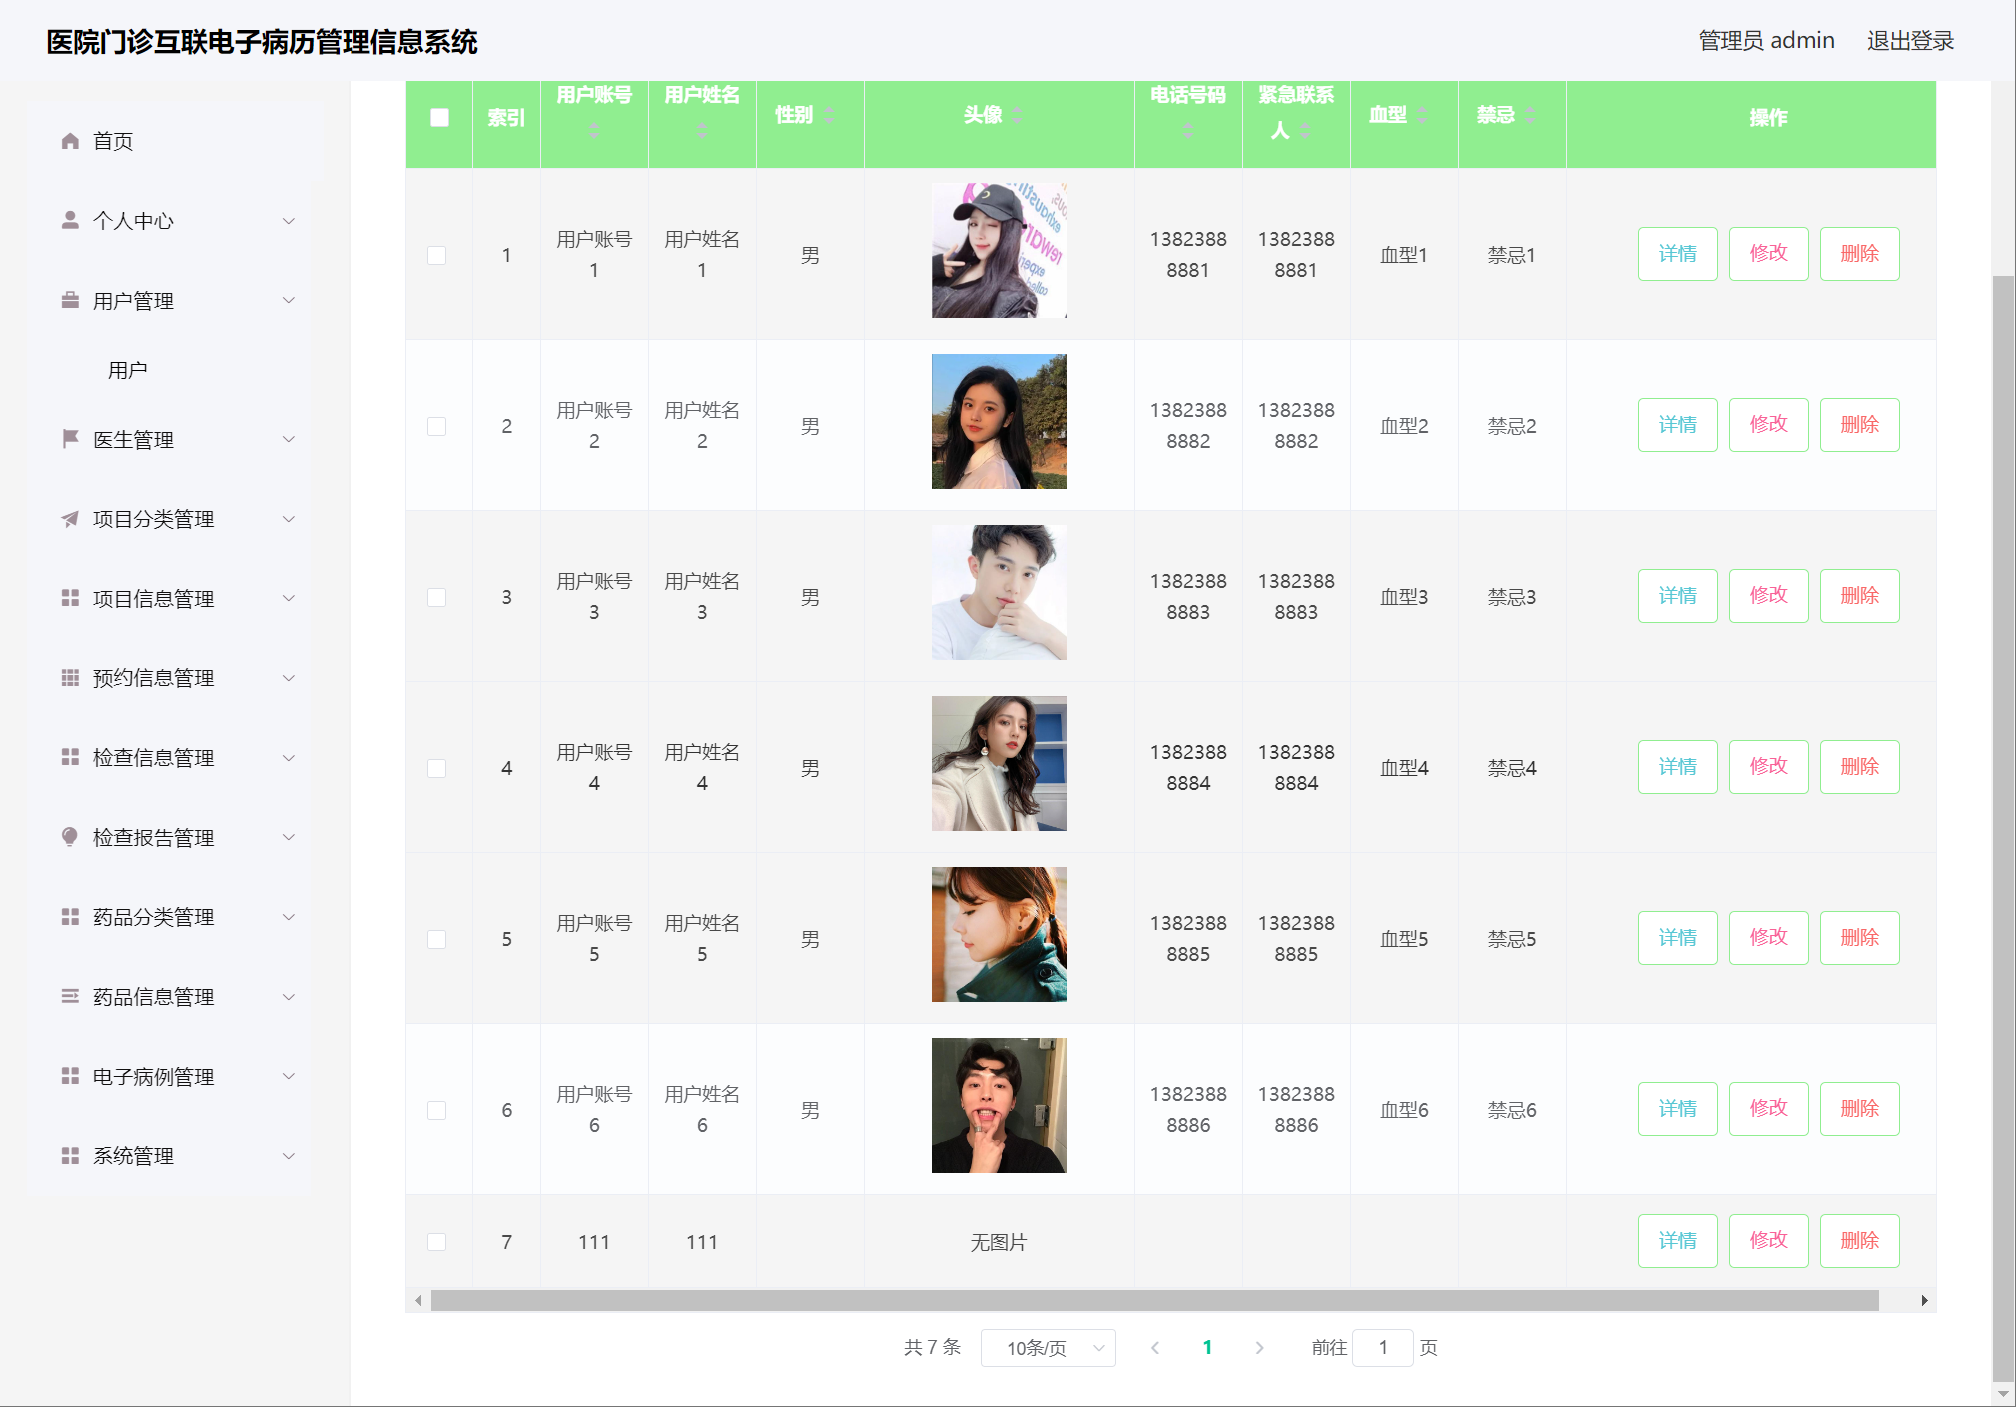 医院门诊互联电子病历管理信息系统
管理员 admin 退出登录
首页
个人中心
用户管理
用户
医生管理
项目分类管理
项目信息管理
预约信息管理
检查信息管理
检查报告管理
药品分类管理
药品信息管理
电子病例管理
系统管理
索引 用户账号 用户姓名 性别 头像 电话号码 紧急联系人 血型 禁忌 操作
1 用户账号1 用户姓名1 男 13823888881 13823888881 血型1 禁忌1 详情 修改 删除
2 用户账号2 用户姓名2 男 13823888882 13823888882 血型2 禁忌2 详情 修改 删除
3 用户账号3 用户姓名3 男 13823888883 13823888883 血型3 禁忌3 详情 修改 删除
4 用户账号4 用户姓名4 男 13823888884 13823888884 血型4 禁忌4 详情 修改 删除
5 用户账号5 用户姓名5 男 13823888885 13823888885 血型5 禁忌5 详情 修改 删除
6 用户账号6 用户姓名6 男 13823888886 13823888886 血型6 禁忌6 详情 修改 删除
7 111 111 无图片 详情 修改 删除
共 7 条 10条/页 1 前往 1 页